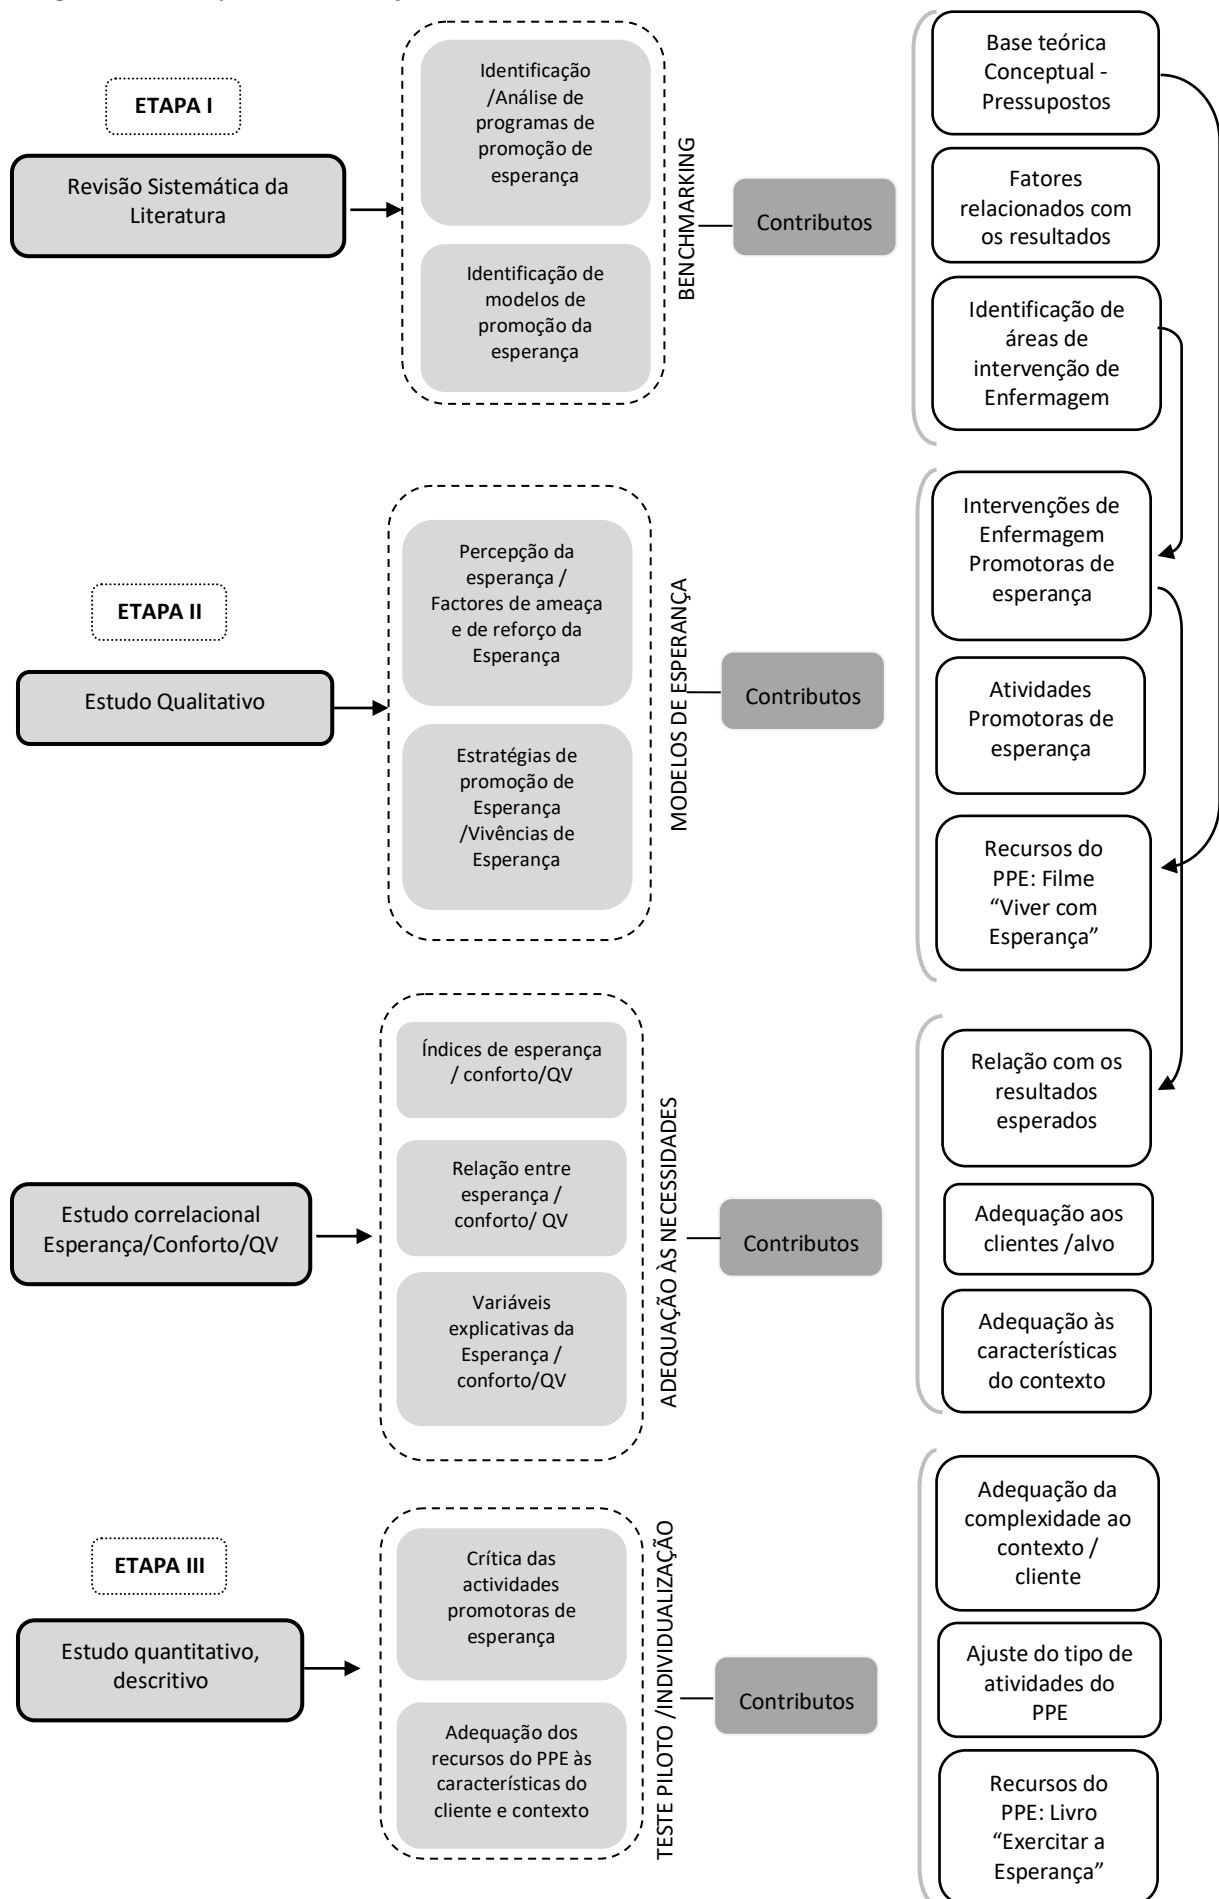 ETAPA I
Revisão Sistemática da
Literatura
Identificação
/Análise de
programas de
promoção de
esperança
Identificação de
modelos de
promoção da
esperança
BENCHMARKING
Contributos
Base teórica
Conceptual -
Pressupostos
Fatores
relacionados com
os resultados
Identificação de
áreas de
intervenção de
Enfermagem
ETAPA II
Estudo Qualitativo
Percepção da
esperança /
Factores de ameaça
e de reforço da
Esperança
Estratégias de
promoção de
Esperança
/Vivências de
Esperança
MODELOS DE ESPERANÇA
Contributos
Intervenções de
Enfermagem
Promotoras de
esperança
Atividades
Promotoras de
esperança
Recursos do
PPE: Filme
“Viver com
Esperança”
Estudo correlacional
Esperança/Conforto/QV
Índices de esperança
/ conforto/QV
Relação entre
esperança /
conforto/ QV
Variáveis
explicativas da
Esperança /
conforto/QV
ADEQUAÇÃO ÀS NECESSIDADES
Contributos
Relação com os
resultados
esperados
Adequação aos
clientes /alvo
Adequação às
características
do contexto
ETAPA III
Estudo quantitativo,
descritivo
Crítica das
actividades
promotoras de
esperança
Adequação dos
recursos do PPE às
características do
cliente e contexto
TESTE PILOTO /INDIVIDUALIZAÇÃO
Contributos
Adequação da
complexidade ao
contexto /
cliente
Ajuste do tipo de
atividades do
PPE
Recursos do
PPE: Livro
“Exercitar a
Esperança”